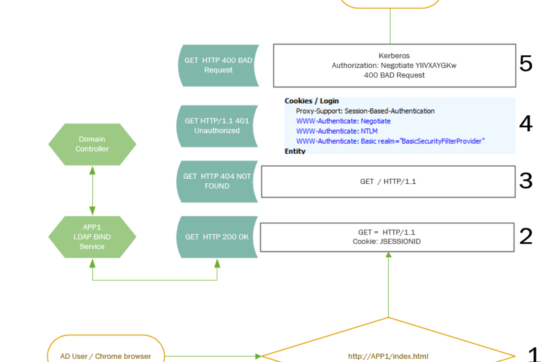 GET HTTP 400 BAD
Request
Kerberos
Authorization: Negotiate YIIVXAYGKw
400 BAD Request
5
GET HTTP/1.1 401
Unauthorized
Cookies / Login
Proxy-Support: Session-Based-Authentication
WWW-Authenticate: Negotiate
WWW-Authenticate: NTLM
WWW-Authenticate: Basic realm="BasicSecurityFilterProvider"
Entity
4
Domain
Controller
GET HTTP 404 NOT
FOUND
GET / HTTP/1.1
3
APP1
LDAP BIND
Service
GET HTTP 200 OK
GET = HTTP/1.1
Cookie: JSESSIONID
2
AD User / Chrome browser
http://APP1/index.html
1